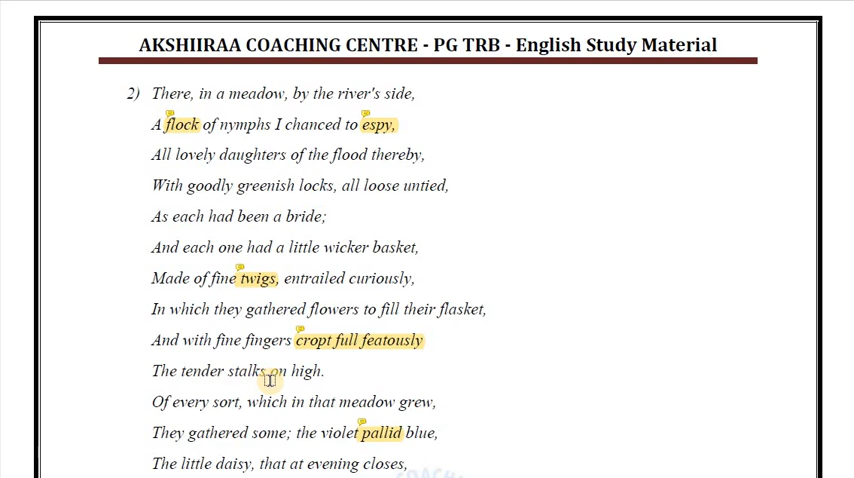 AKSHIIRAA COACHING CENTRE - PG TRB - English Study Material
2) There, in a meadow, by the river's side,
A flock of nymphs I chanced to espy,
All lovely daughters of the flood thereby,
With goodly greenish locks, all loose untied,
As each had been a bride;
And each one had a little wicker basket,
Made of fine twigs, entrailed curiously,
In which they gathered flowers to fill their flasket,
And with fine fingers cropt full featously
The tender stalks on high.
Of every sort, which in that meadow grew,
They gathered some; the violet pallid blue,
The little daisy, that at evening closes,